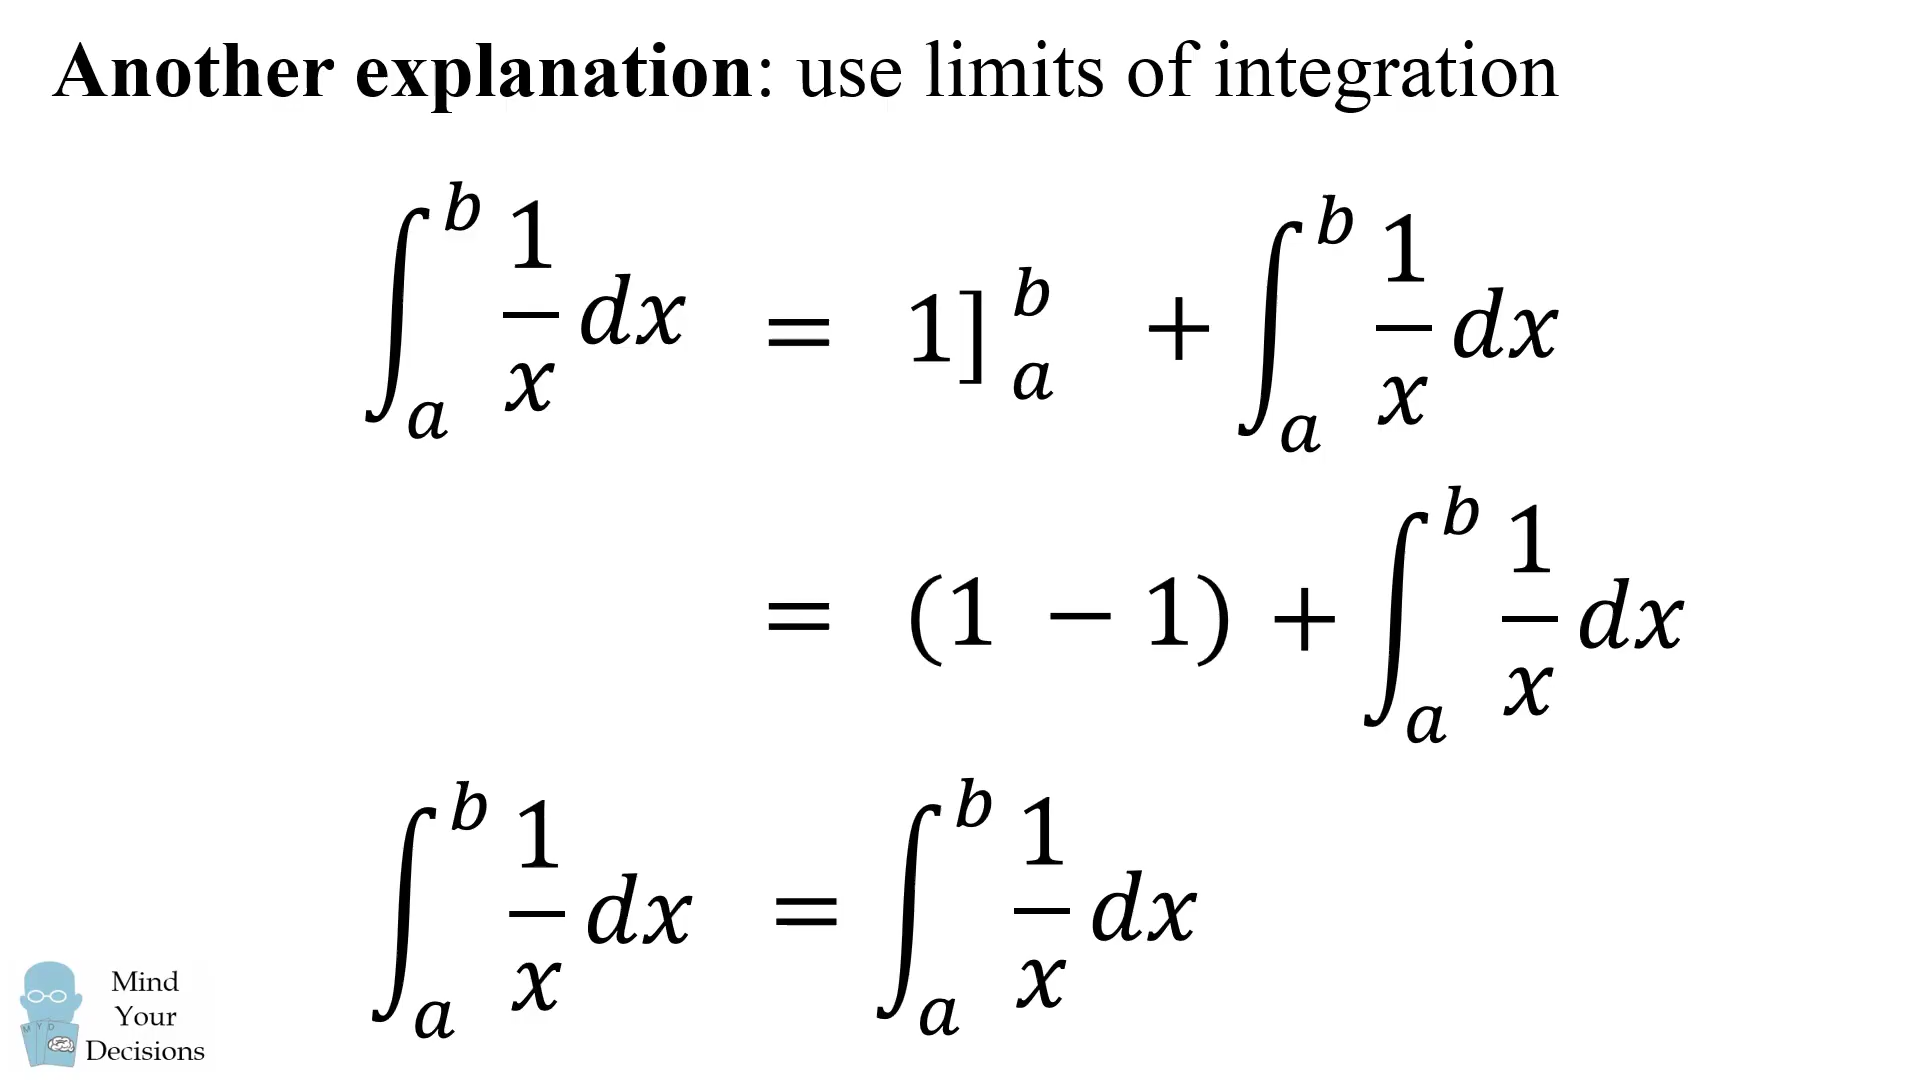 Another explanation: use limits of integration
∫_a^b 1/x dx = 1]_a^b + ∫_a^b 1/x dx
= (1 − 1) + ∫_a^b 1/x dx
∫_a^b 1/x dx = ∫_a^b 1/x dx
M Y D
Mind
Your
Decisions